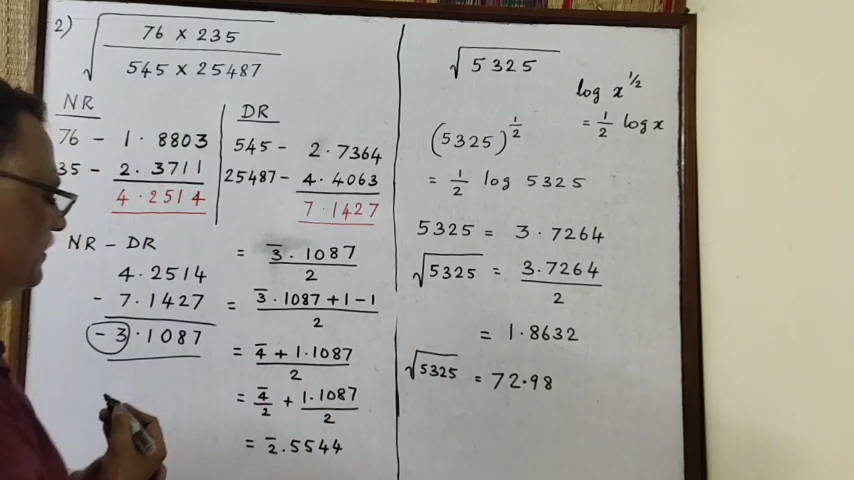 2) √(76 × 235 / 545 × 25487)
NR
76 - 1.8803
35 - 2.3711
4.2514
DR
545 - 2.7364
25487 - 4.4063
7.1427
NR - DR
4.2514
- 7.1427
-3.1087
= 3̅.1087 / 2
= 3̅.1087 + 1 - 1 / 2
= 4̅ + 1.1087 / 2
= 4̅/2 + 1.1087/2
= 2̅.5544
√5325
log x^1/2
= 1/2 log x
(5325)^1/2
= 1/2 log 5325
5325 = 3.7264
√5325 = 3.7264 / 2
= 1.8632
√5325 = 72.98